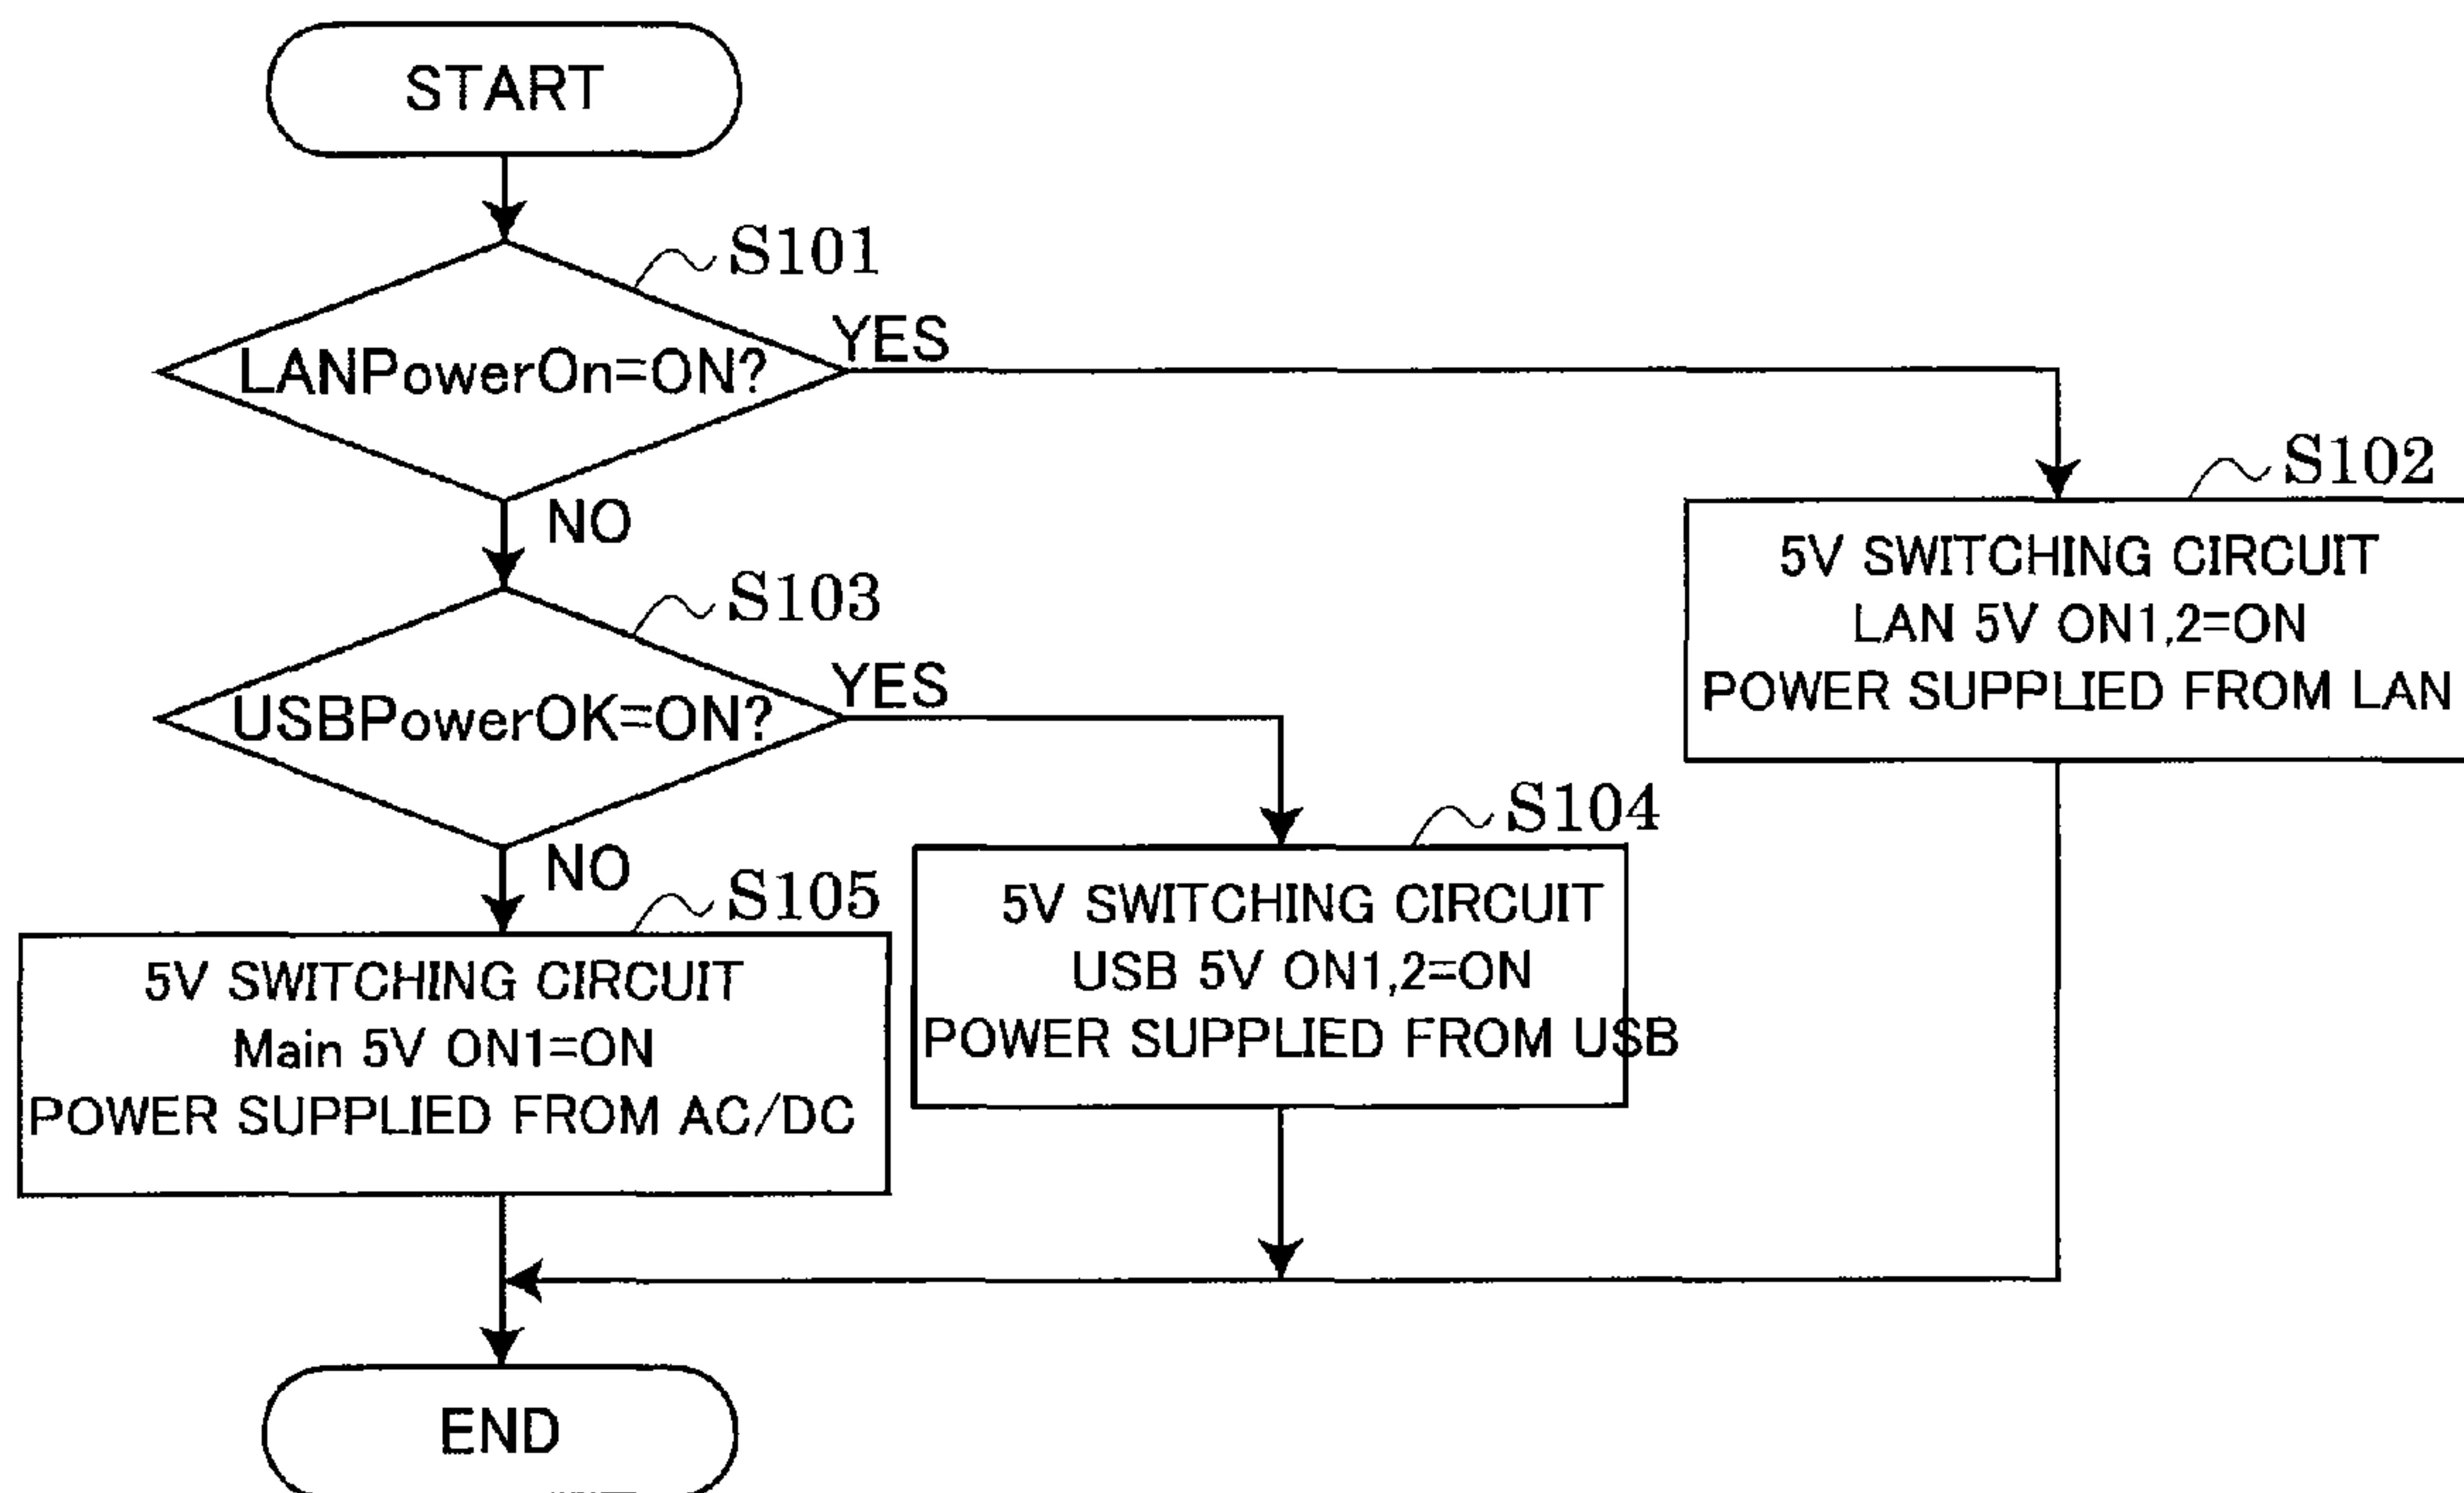 START
S101
LANPowerOn=ON?
YES
NO
S102
5V SWITCHING CIRCUIT
LAN 5V ON1,2=ON
POWER SUPPLIED FROM LAN
S103
USBPowerOK=ON?
YES
NO
S104
5V SWITCHING CIRCUIT
USB 5V ON1,2=ON
POWER SUPPLIED FROM USB
S105
5V SWITCHING CIRCUIT
Main 5V ON1=ON
POWER SUPPLIED FROM AC/DC
END